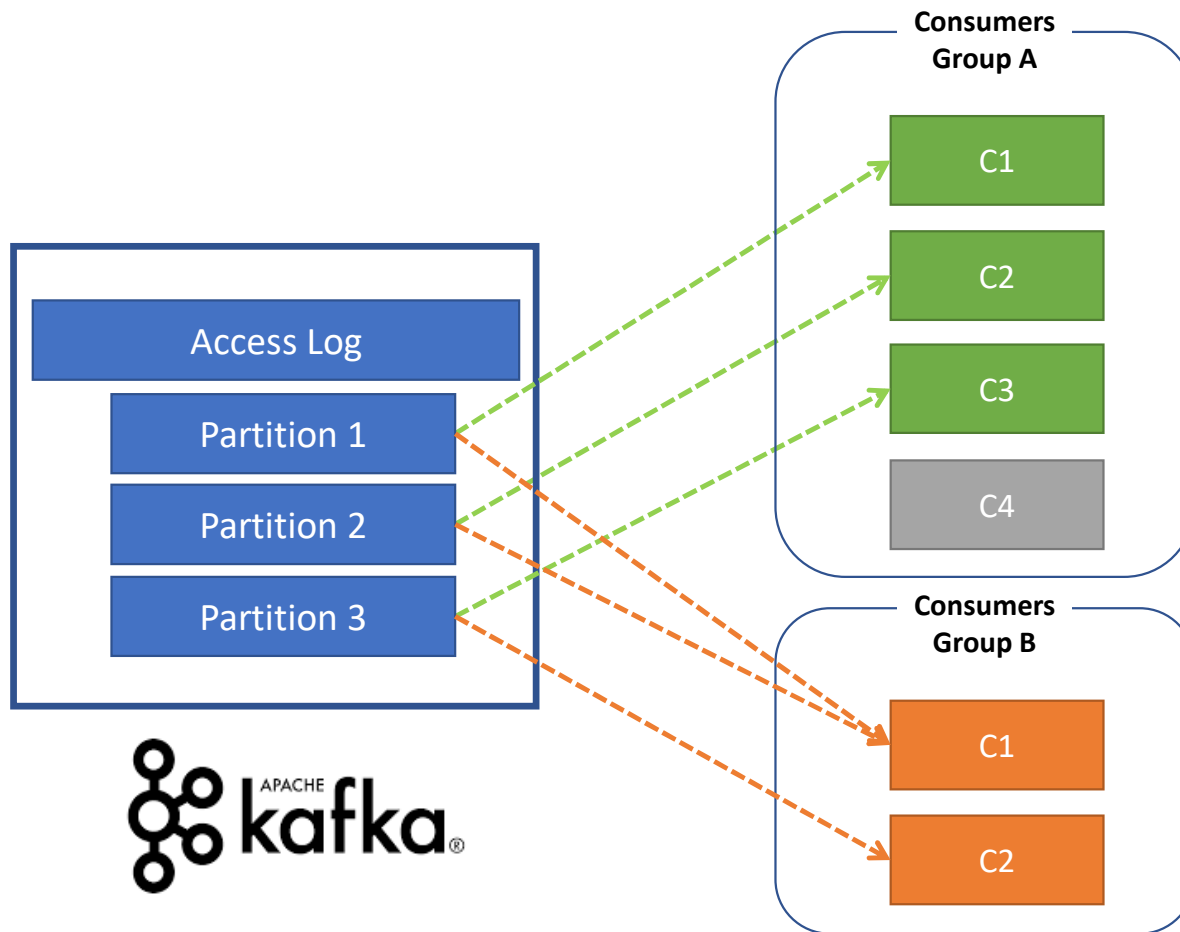 Consumers
Group A
C1
C2
Access Log
C3
Partition 1
C4
Partition 2
Partition 3
Consumers
Group B
C1
APACHE
kafka®
C2